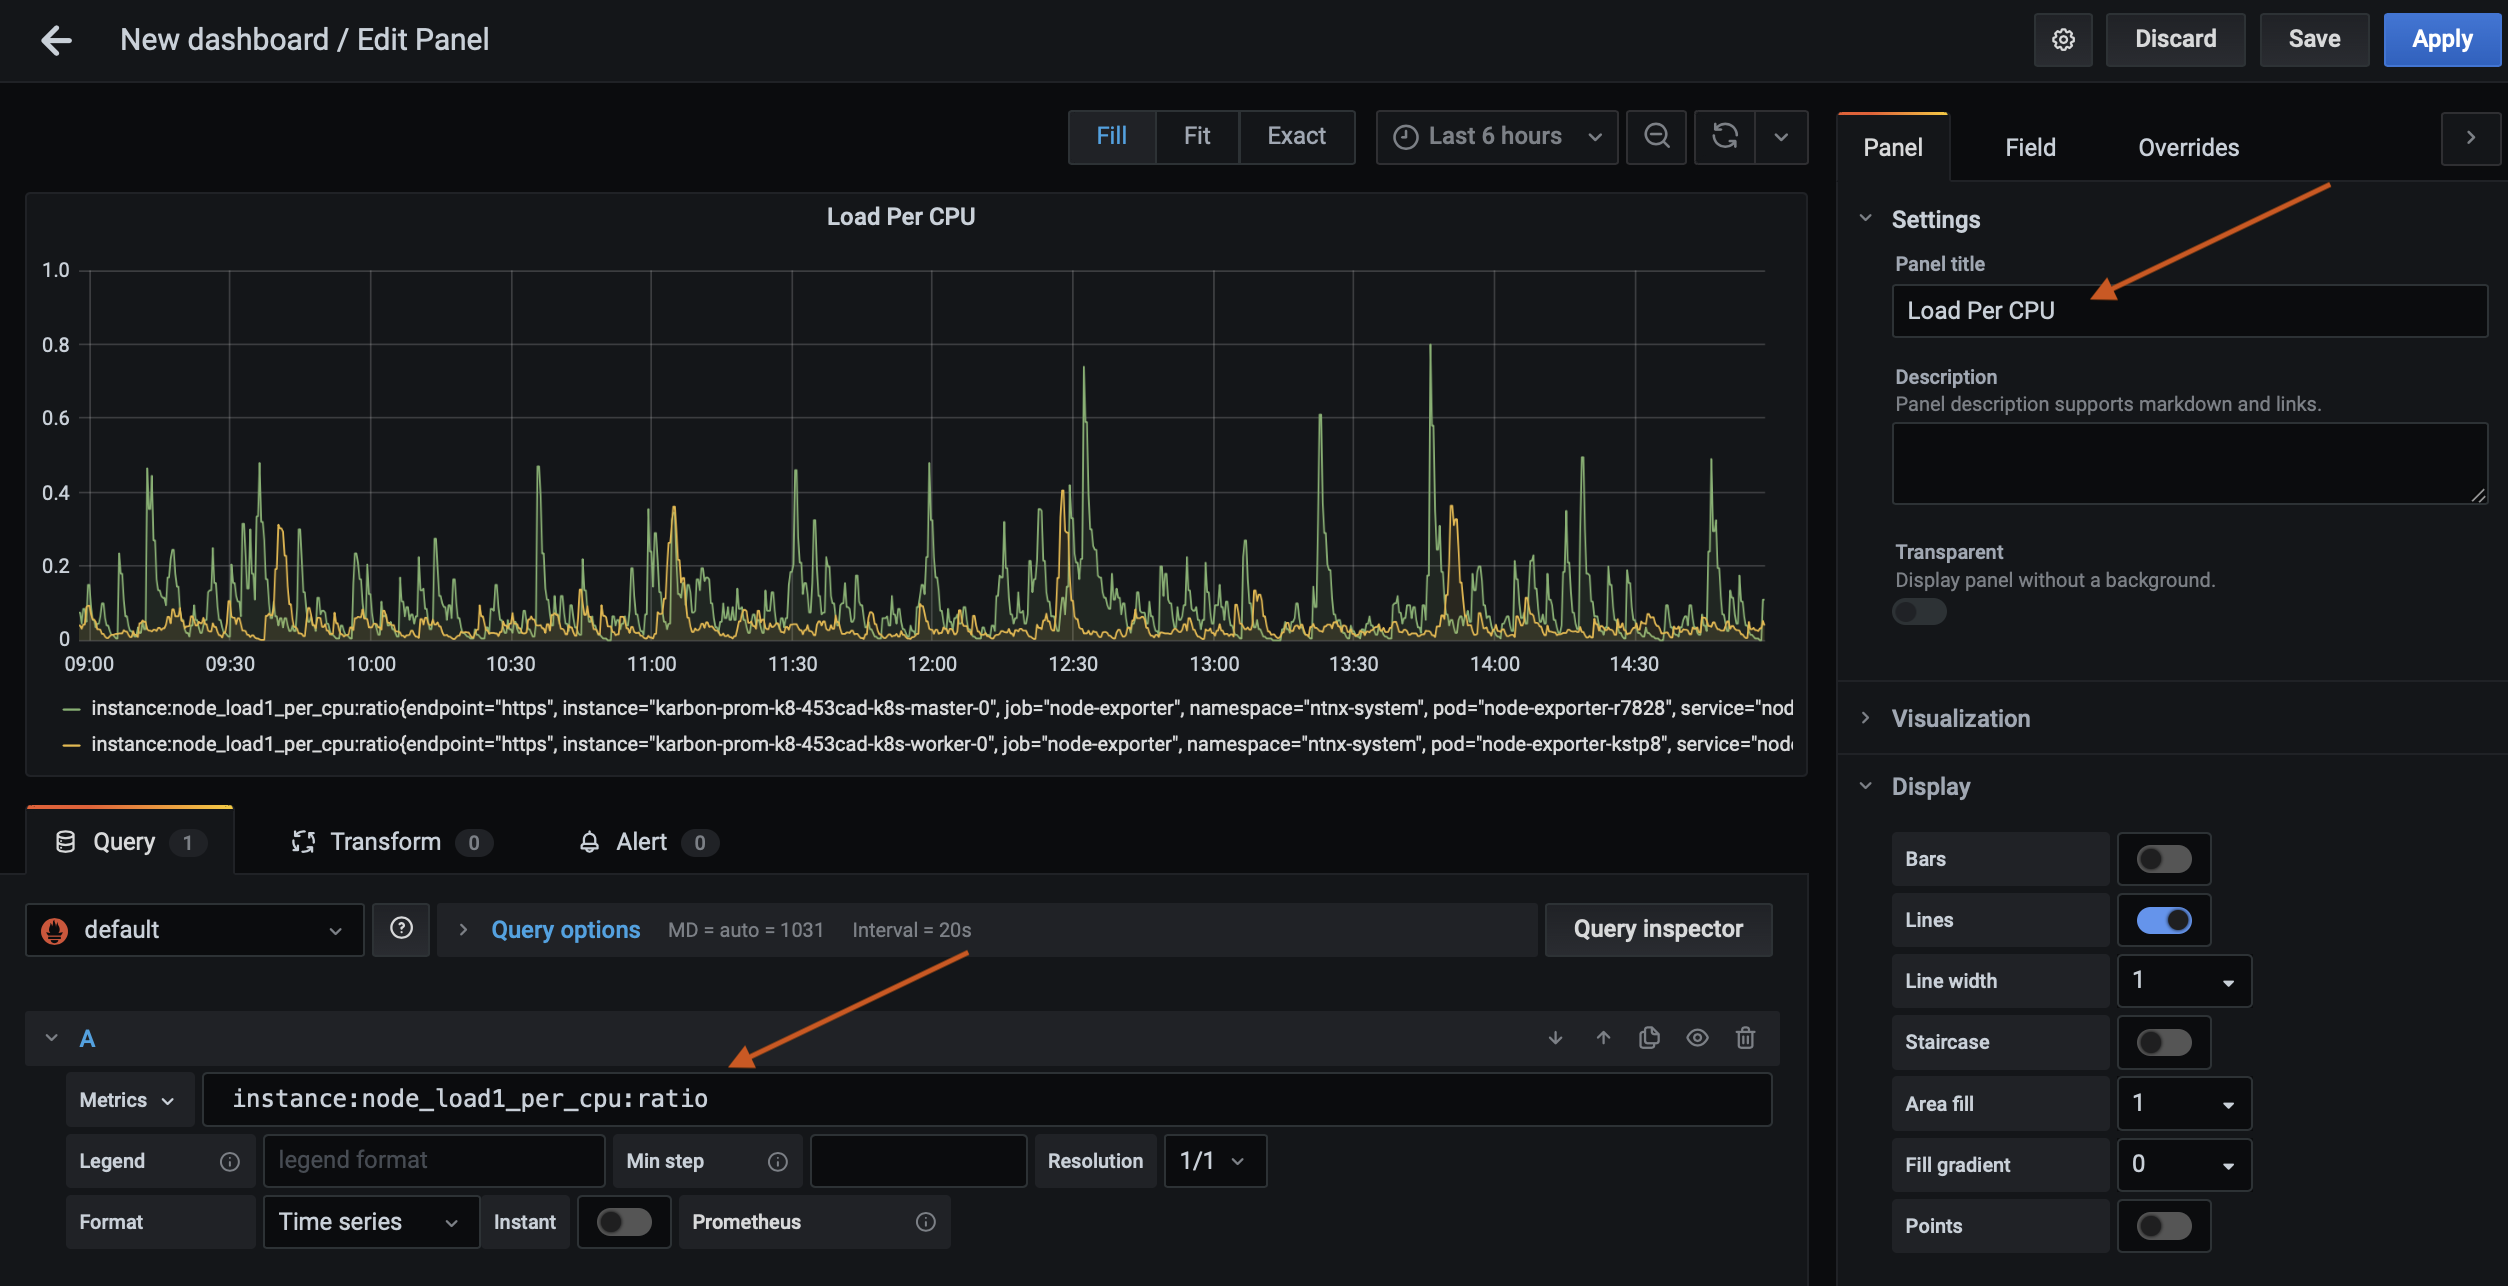 New dashboard / Edit Panel
Discard
Save
Apply
Fill
Fit
Exact
Last 6 hours
Panel
Field
Overrides
Load Per CPU
1.0
0.8
0.6
0.4
0.2
0
09:00 09:30 10:00 10:30 11:00 11:30 12:00 12:30 13:00 13:30 14:00 14:30
instance:node_load1_per_cpu:ratio{endpoint="https", instance="karbon-prom-k8-453cad-k8s-master-0", job="node-exporter", namespace="ntnx-system", pod="node-exporter-r7828", service="nod
instance:node_load1_per_cpu:ratio{endpoint="https", instance="karbon-prom-k8-453cad-k8s-worker-0", job="node-exporter", namespace="ntnx-system", pod="node-exporter-kstp8", service="nod
Query 1
Transform 0
Alert 0
default
Query options MD = auto = 1031 Interval = 20s
Query inspector
A
Metrics
instance:node_load1_per_cpu:ratio
Legend
legend format
Min step
Resolution
1/1
Format
Time series
Instant
Prometheus
Settings
Panel title
Load Per CPU
Description
Panel description supports markdown and links.
Transparent
Display panel without a background.
Visualization
Display
Bars
Lines
Line width
1
Staircase
Area fill
1
Fill gradient
0
Points